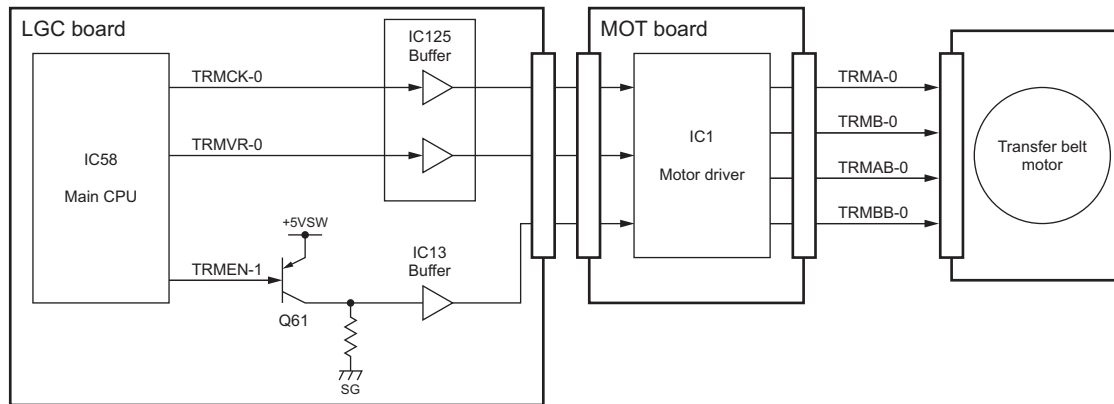 LGC board
MOT board
IC125
Buffer
TRMCK-0
TRMA-0
TRMB-0
IC58
Main CPU
TRMVR-0
IC1
Motor driver
Transfer belt
motor
TRMAB-0
TRMBB-0
+5VSW
IC13
Buffer
TRMEN-1
Q61
SG